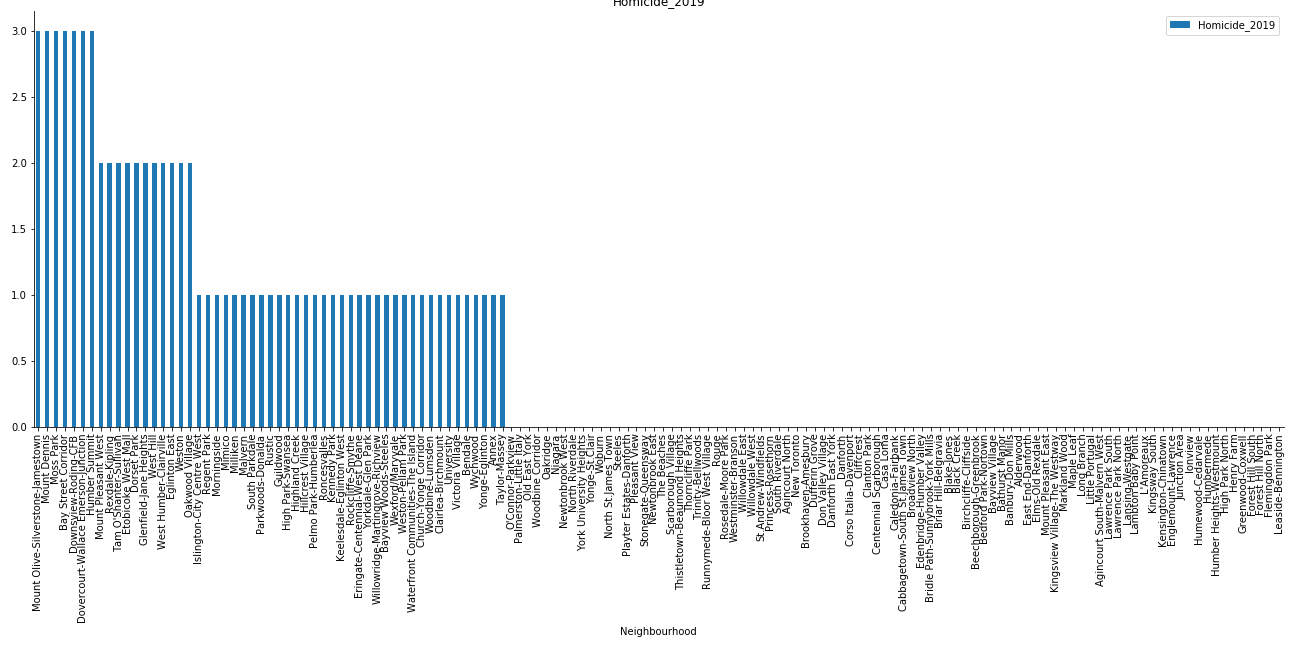 Homicide_2019
Homicide_2019
3.0
2.5
2.0
1.5
1.0
0.5
0.0
Mount Olive-Silverstone-Jamestown
Mount Dennis
Moss Park
Bay Street Corridor
Downsview-Roding-CFB
Dovercourt-Wallace Emerson-Junction
Humber Summit
Mount Pleasant West
Rexdale-Kipling
Tam O'Shanter-Sullivan
Etobicoke West Mall
Dorset Park
Glenfield-Jane Heights
West Hill
West Humber-Clairville
Eglinton East
Weston
Oakwood Village
Islington-City Centre West
Regent Park
Morningside
Mimico
Milliken
Malvern
South Parkdale
Parkwoods-Donalda
Rustic
Guildwood
High Park-Swansea
Highland Creek
Hillcrest Village
Pelmo Park-Humberlea
Roncesvalles
Kennedy Park
Keelesdale-Eglinton West
Rockcliffe-Smythe
Eringate-Centennial-West Deane
Yorkdale-Glen Park
Willowridge-Martingrove-Richview
Bayview Woods-Steeles
Wexford/Maryvale
Weston-Pellam Park
Waterfront Communities-The Island
Church-Yonge Corridor
Woodbine-Lumsden
Clairlea-Birchmount
University
Victoria Village
Bendale
Wychwood
Yonge-Eglinton
Annex
Taylor-Massey
O'Connor-Parkview
Palmerston-Little Italy
Old East York
Woodbine Corridor
Oakridge
Niagara
Newtonbrook West
North Riverdale
York University Heights
Yonge-St.Clair
Woburn
North St.James Town
Steeles
Playter Estates-Danforth
Pleasant View
Stonegate-Queensway
Newtonbrook East
The Beaches
Scarborough Village
Thistletown-Beaumond Heights
Thorncliffe Park
Trinity-Bellwoods
Runnymede-Bloor West Village
Rouge
Rosedale-Moore Park
Westminster-Branson
Willowdale East
Willowdale West
St.Andrew-Windfields
Princess-Rosethorn
South Riverdale
Agincourt North
New Toronto
Brookhaven-Amesbury
Dufferin Grove
Don Valley Village
Danforth East York
Danforth
Corso Italia-Davenport
Cliffcrest
Clanton Park
Centennial Scarborough
Casa Loma
Caledonia-Fairbank
Cabbagetown-South St.James Town
Broadview North
Edenbridge-Humber Valley
Bridle Path-Sunnybrook-York Mills
Briar Hill-Belgravia
Blake-Jones
Black Creek
Birchcliffe-Cliffside
Beechborough-Greenbrook
Bedford Park-Nortown
Bayview Village
Bathurst Manor
Banbury-Don Mills
Alderwood
East End-Danforth
Elms-Old Rexdale
Mount Pleasant East
Kingsview Village-The Westway
Markland Wood
Maple Leaf
Long Branch
Little Portugal
Agincourt South-Malvern West
Lawrence Park South
Lawrence Park North
Lansing-Westgate
Lambton Baby Point
L'Amoreaux
Kingsway South
Kensington-Chinatown
Englemount-Lawrence
Junction Area
Ionview
Humewood-Cedarvale
Humbermede
Humber Heights-Westmount
High Park North
Henry Farm
Greenwood-Coxwell
Forest Hill South
Forest Hill North
Flemingdon Park
Leaside-Bennington
Neighbourhood